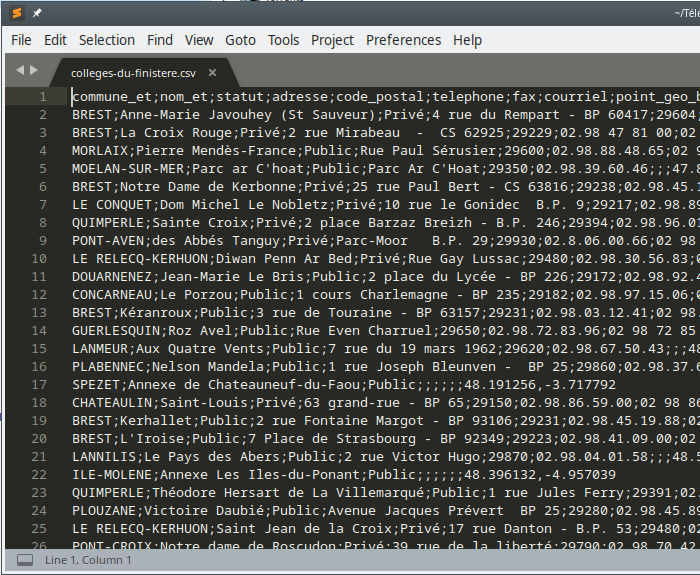 ~/Télé
File Edit Selection Find View Goto Tools Project Preferences Help
colleges-du-finistere.csv ×
1 commune_et;nom_et;statut;adresse;code_postal;telephone;fax;courriel;point_geo_b
2 BREST;Anne-Marie Javouhey (St Sauveur);Privé;4 rue du Rempart - BP 60417;29604;
3 BREST;La Croix Rouge;Privé;2 rue Mirabeau  -  CS 62925;29229;02.98 47 81 00;02
4 MORLAIX;Pierre Mendès-France;Public;Rue Paul Sérusier;29600;02.98.88.48.65;02 9
5 MOELAN-SUR-MER;Parc ar C'hoat;Public;Parc Ar C'Hoat;29350;02.98.39.60.46;;;47.8
6 BREST;Notre Dame de Kerbonne;Privé;25 rue Paul Bert - CS 63816;29238;02.98.45.1
7 LE CONQUET;Dom Michel Le Nobletz;Privé;10 rue le Gonidec  B.P. 9;29217;02.98.89
8 QUIMPERLE;Sainte Croix;Privé;2 place Barzaz Breizh - B.P. 246;29394;02.98.96.01
9 PONT-AVEN;des Abbés Tanguy;Privé;Parc-Moor   B.P. 29;29930;02.8.06.00.66;02 98
10 LE RELECQ-KERHUON;Diwan Penn Ar Bed;Privé;Rue Gay Lussac;29480;02.98.30.56.83;0
11 DOUARNENEZ;Jean-Marie Le Bris;Public;2 place du Lycée - BP 226;29172;02.98.92.4
12 CONCARNEAU;Le Porzou;Public;1 cours Charlemagne - BP 235;29182;02.98.97.15.06;0
13 BREST;Kéranroux;Public;3 rue de Touraine - BP 63157;29231;02.98.03.12.41;02 98.
14 GUERLESQUIN;Roz Avel;Public;Rue Even Charruel;29650;02.98.72.83.96;02 98 72 85
15 LANMEUR;Aux Quatre Vents;Public;7 rue du 19 mars 1962;29620;02.98.67.50.43;;;48
16 PLABENNEC;Nelson Mandela;Public;1 rue Joseph Bleunven -  BP 25;29860;02.98.37.6
17 SPEZET;Annexe de Chateauneuf-du-Faou;Public;;;;;;48.191256,-3.717792
18 CHATEAULIN;Saint-Louis;Privé;63 grand-rue - BP 65;29150;02.98.86.59.00;02 98 86
19 BREST;Kerhallet;Public;2 rue Fontaine Margot - BP 93106;29231;02.98.45.19.88;02
20 BREST;L'Iroise;Public;7 Place de Strasbourg - BP 92349;29223;02.98.41.09.00;02
21 LANNILIS;Le Pays des Abers;Public;2 rue Victor Hugo;29870;02.98.04.01.58;;;48.5
22 ILE-MOLENE;Annexe Les Iles-du-Ponant;Public;;;;;;48.396132,-4.957039
23 QUIMPERLE;Théodore Hersart de La Villemarqué;Public;1 rue Jules Ferry;29391;02.
24 PLOUZANE;Victoire Daubié;Public;Avenue Jacques Prévert  BP 25;29280;02.98.45.89
25 LE RELECQ-KERHUON;Saint Jean de la Croix;Privé;17 rue Danton - B.P. 53;29480;02
26 PONT-CROIX;Notre dame de Roscudon;Privé;39 rue de la liberté;29790;02.98 70 42
Line 1, Column 1